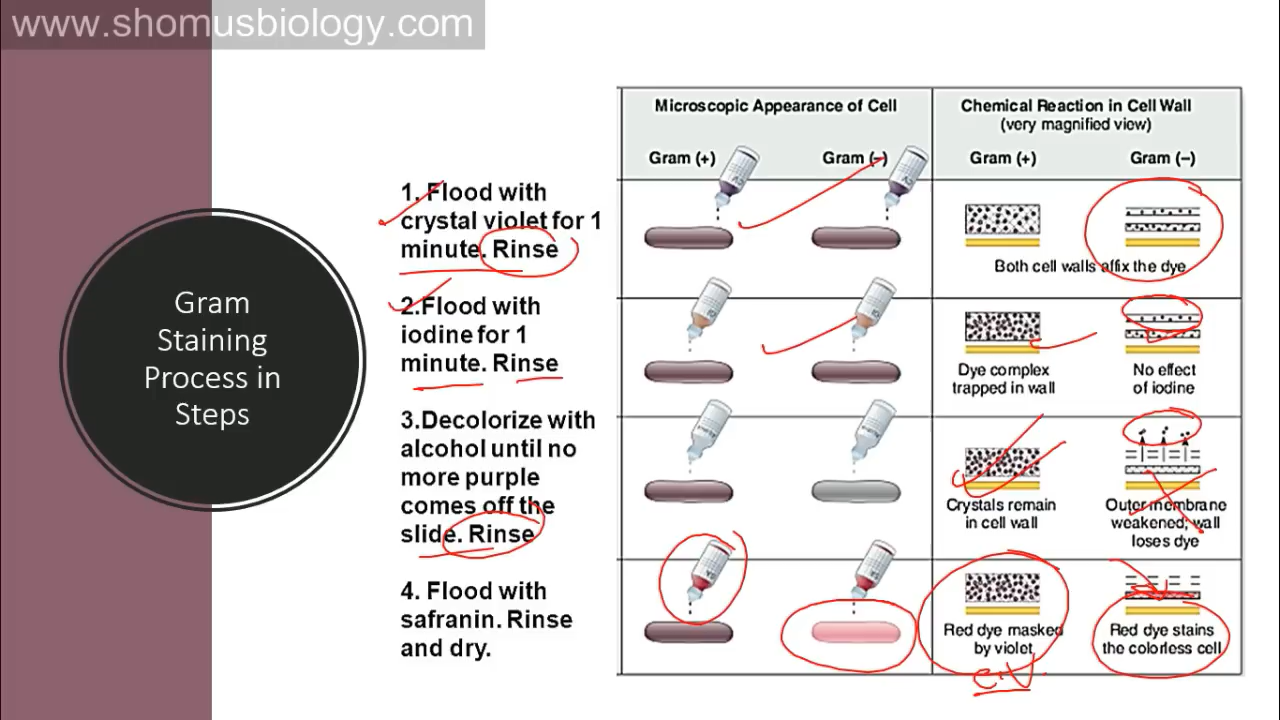 www.shomusbiology.com
Gram
Staining
Process in
Steps
1. Flood with
crystal violet for 1
minute. Rinse
2.Flood with
iodine for 1
minute. Rinse
3.Decolorize with
alcohol until no
more purple
comes off the
slide. Rinse
4. Flood with
safranin. Rinse
and dry.
Microscopic Appearance of Cell
Chemical Reaction in Cell Wall
(very magnified view)
Gram (+)
Gram (–)
Gram (+)
Gram (–)
Both cell walls affix the dye
Dye complex
trapped in wall
No effect
of iodine
Crystals remain
in cell wall
Outer membrane
weakened; wall
loses dye
Red dye masked
by violet
Red dye stains
the colorless cell
C.V.